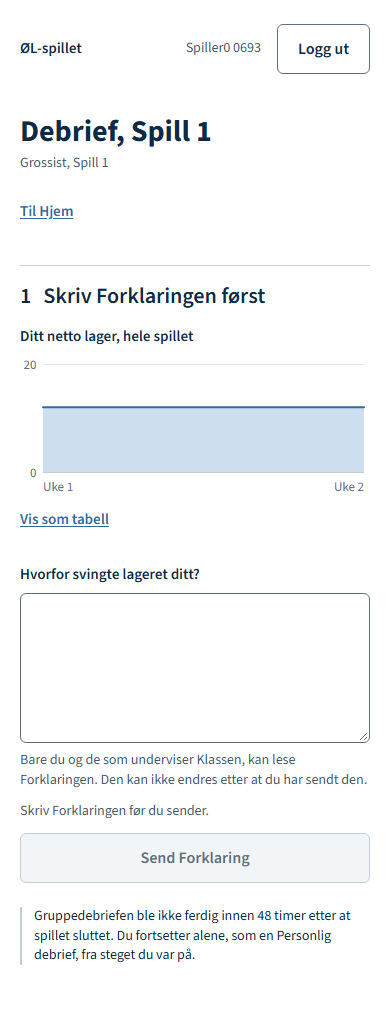 ØL-spillet
Spiller0 0693
Logg ut
Debrief, Spill 1
Grossist, Spill 1
Til Hjem
1 Skriv Forklaringen først
Ditt netto lager, hele spillet
20
0
Uke 1
Uke 2
Vis som tabell
Hvorfor svingte lageret ditt?
Bare du og de som underviser Klassen, kan lese
Forklaringen. Den kan ikke endres etter at du har sendt den.
Skriv Forklaringen før du sender.
Send Forklaring
Gruppedebriefen ble ikke ferdig innen 48 timer etter at
spillet sluttet. Du fortsetter alene, som en Personlig
debrief, fra steget du var på.